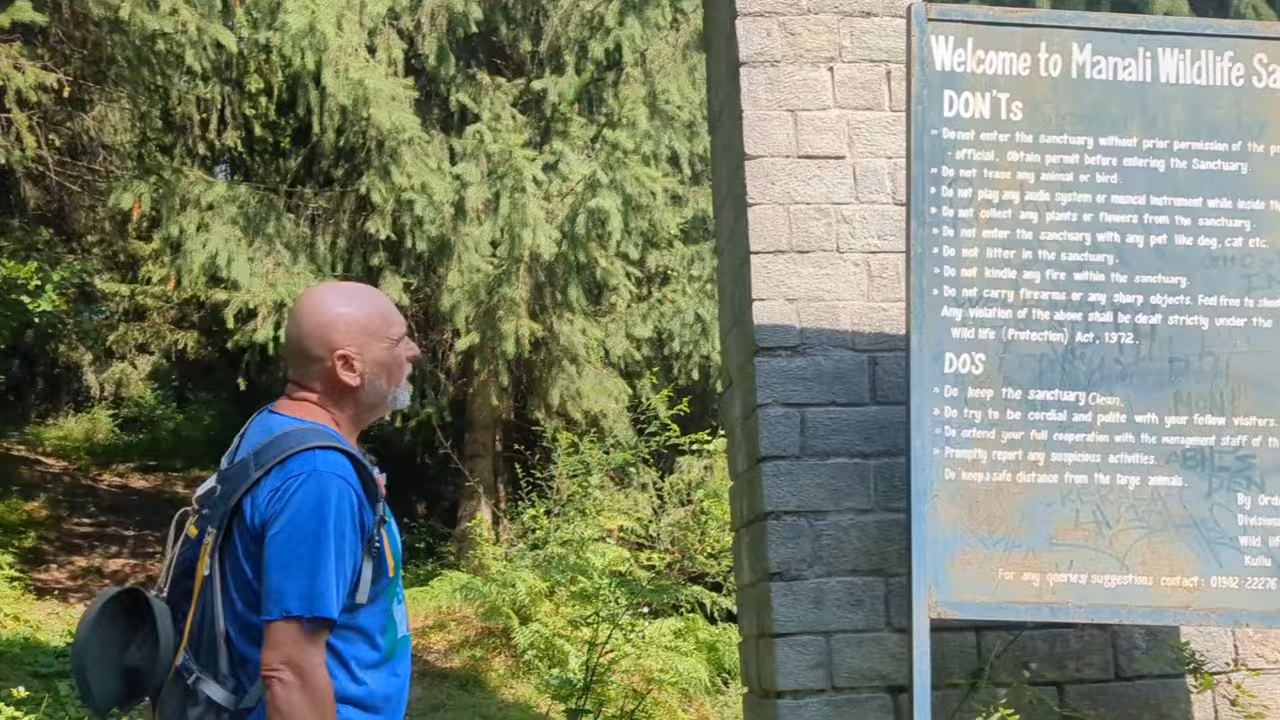 Welcome to Manali Wildlife Sa
DON'Ts
Do not enter the sanctuary without prior permission of the pr
official. obtain permit before entering the Sanctuary.
Do not tease any animal or bird.
Do not play any audio system or musical instrument while inside th
Do not collect any plants or flowers from the sanctuary.
Do not enter the sanctuary with any pet like dog, cat etc.
Do not litter in the sanctuary.
Do not kindle any fire within the sanctuary.
Do not carry firearms or any sharp objects. Feel free to shoo
Any violation of the above shall be dealt strictly under the
Wild life (Protection) Act, 1972.
DO'S
Do keep the sanctuary Clean.
Do try to be cordial and polite with your fellow visitors.
Do extend your full cooperation with the management staff of th
Promptly report any suspicious activities.
Do keep a safe distance from the large animals.
By Ord
Division
Wild lif
Kullu
For any queries/suggestions contact: 01902-22276